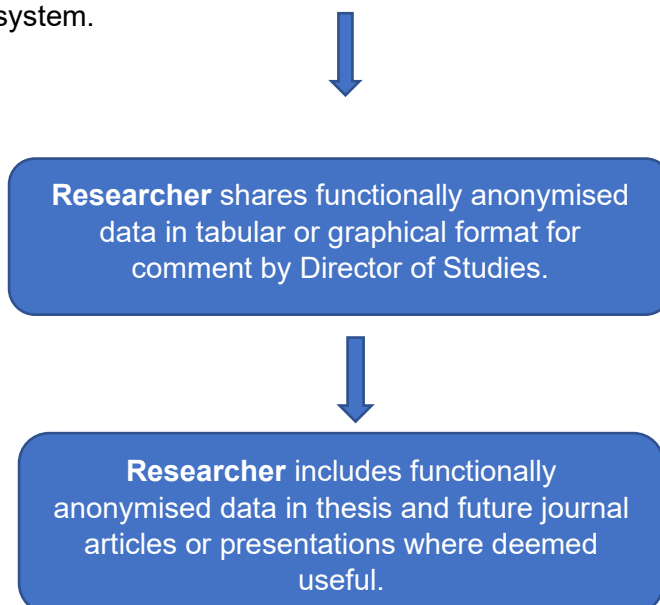 system.
Researcher shares functionally anonymised
data in tabular or graphical format for
comment by Director of Studies.
Researcher includes functionally
anonymised data in thesis and future journal
articles or presentations where deemed
useful.